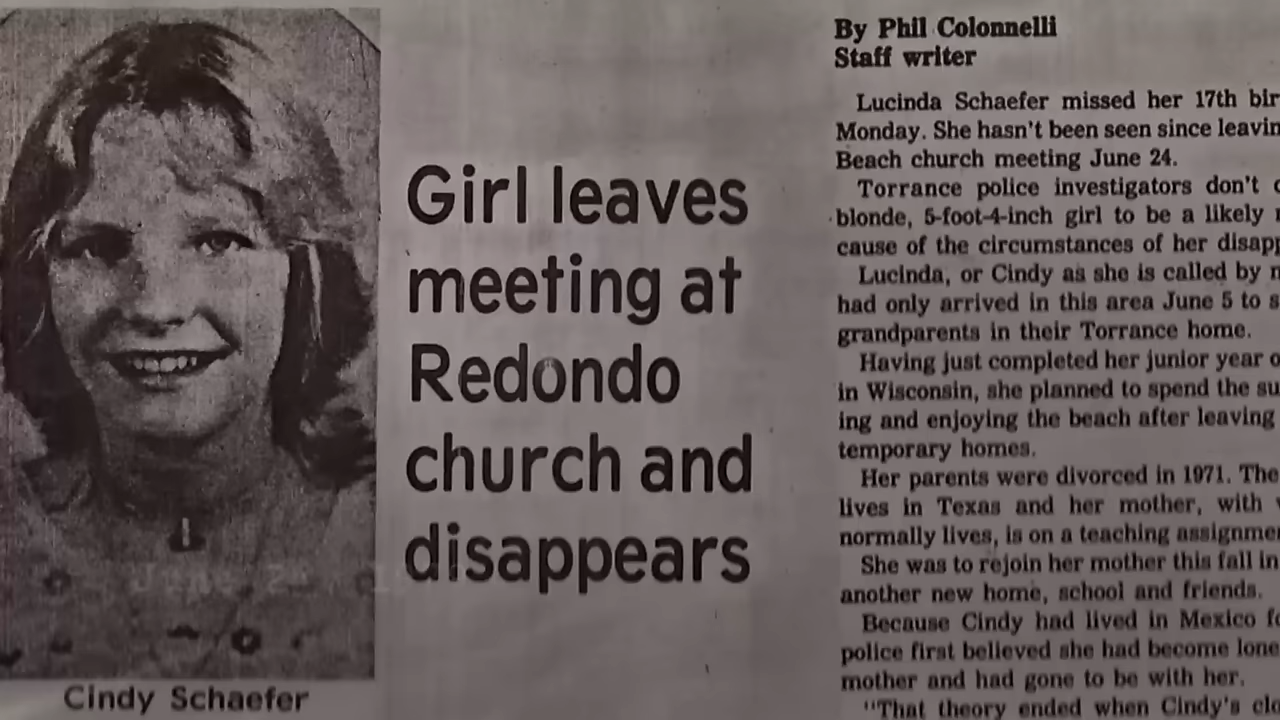 Girl leaves
meeting at
Redondo
church and
disappears
Cindy Schaefer
By Phil Colonnelli
Staff writer
Lucinda Schaefer missed her 17th bir
Monday. She hasn't been seen since leavin
Beach church meeting June 24.
Torrance police investigators don't c
blonde, 5-foot-4-inch girl to be a likely
cause of the circumstances of her disapp
Lucinda, or Cindy as she is called by
had only arrived in this area June 5 to s
grandparents in their Torrance home.
Having just completed her junior year o
in Wisconsin, she planned to spend the su
ing and enjoying the beach after leaving
temporary homes.
Her parents were divorced in 1971. The
lives in Texas and her mother, with
normally lives, is on a teaching assignme
She was to rejoin her mother this fall in
another new home, school and friends.
Because Cindy had lived in Mexico fo
police first believed she had become lone
mother and had gone to be with her.
"That theory ended when Cindy's clo